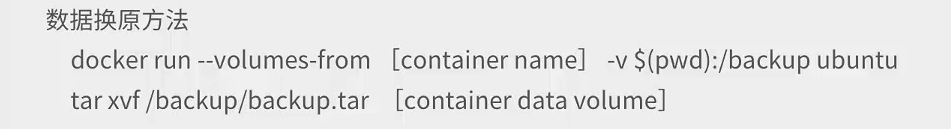 数据换原方法
docker run --volumes-from [container name] -v $(pwd):/backup ubuntu
tar xvf /backup/backup.tar [container data volume]